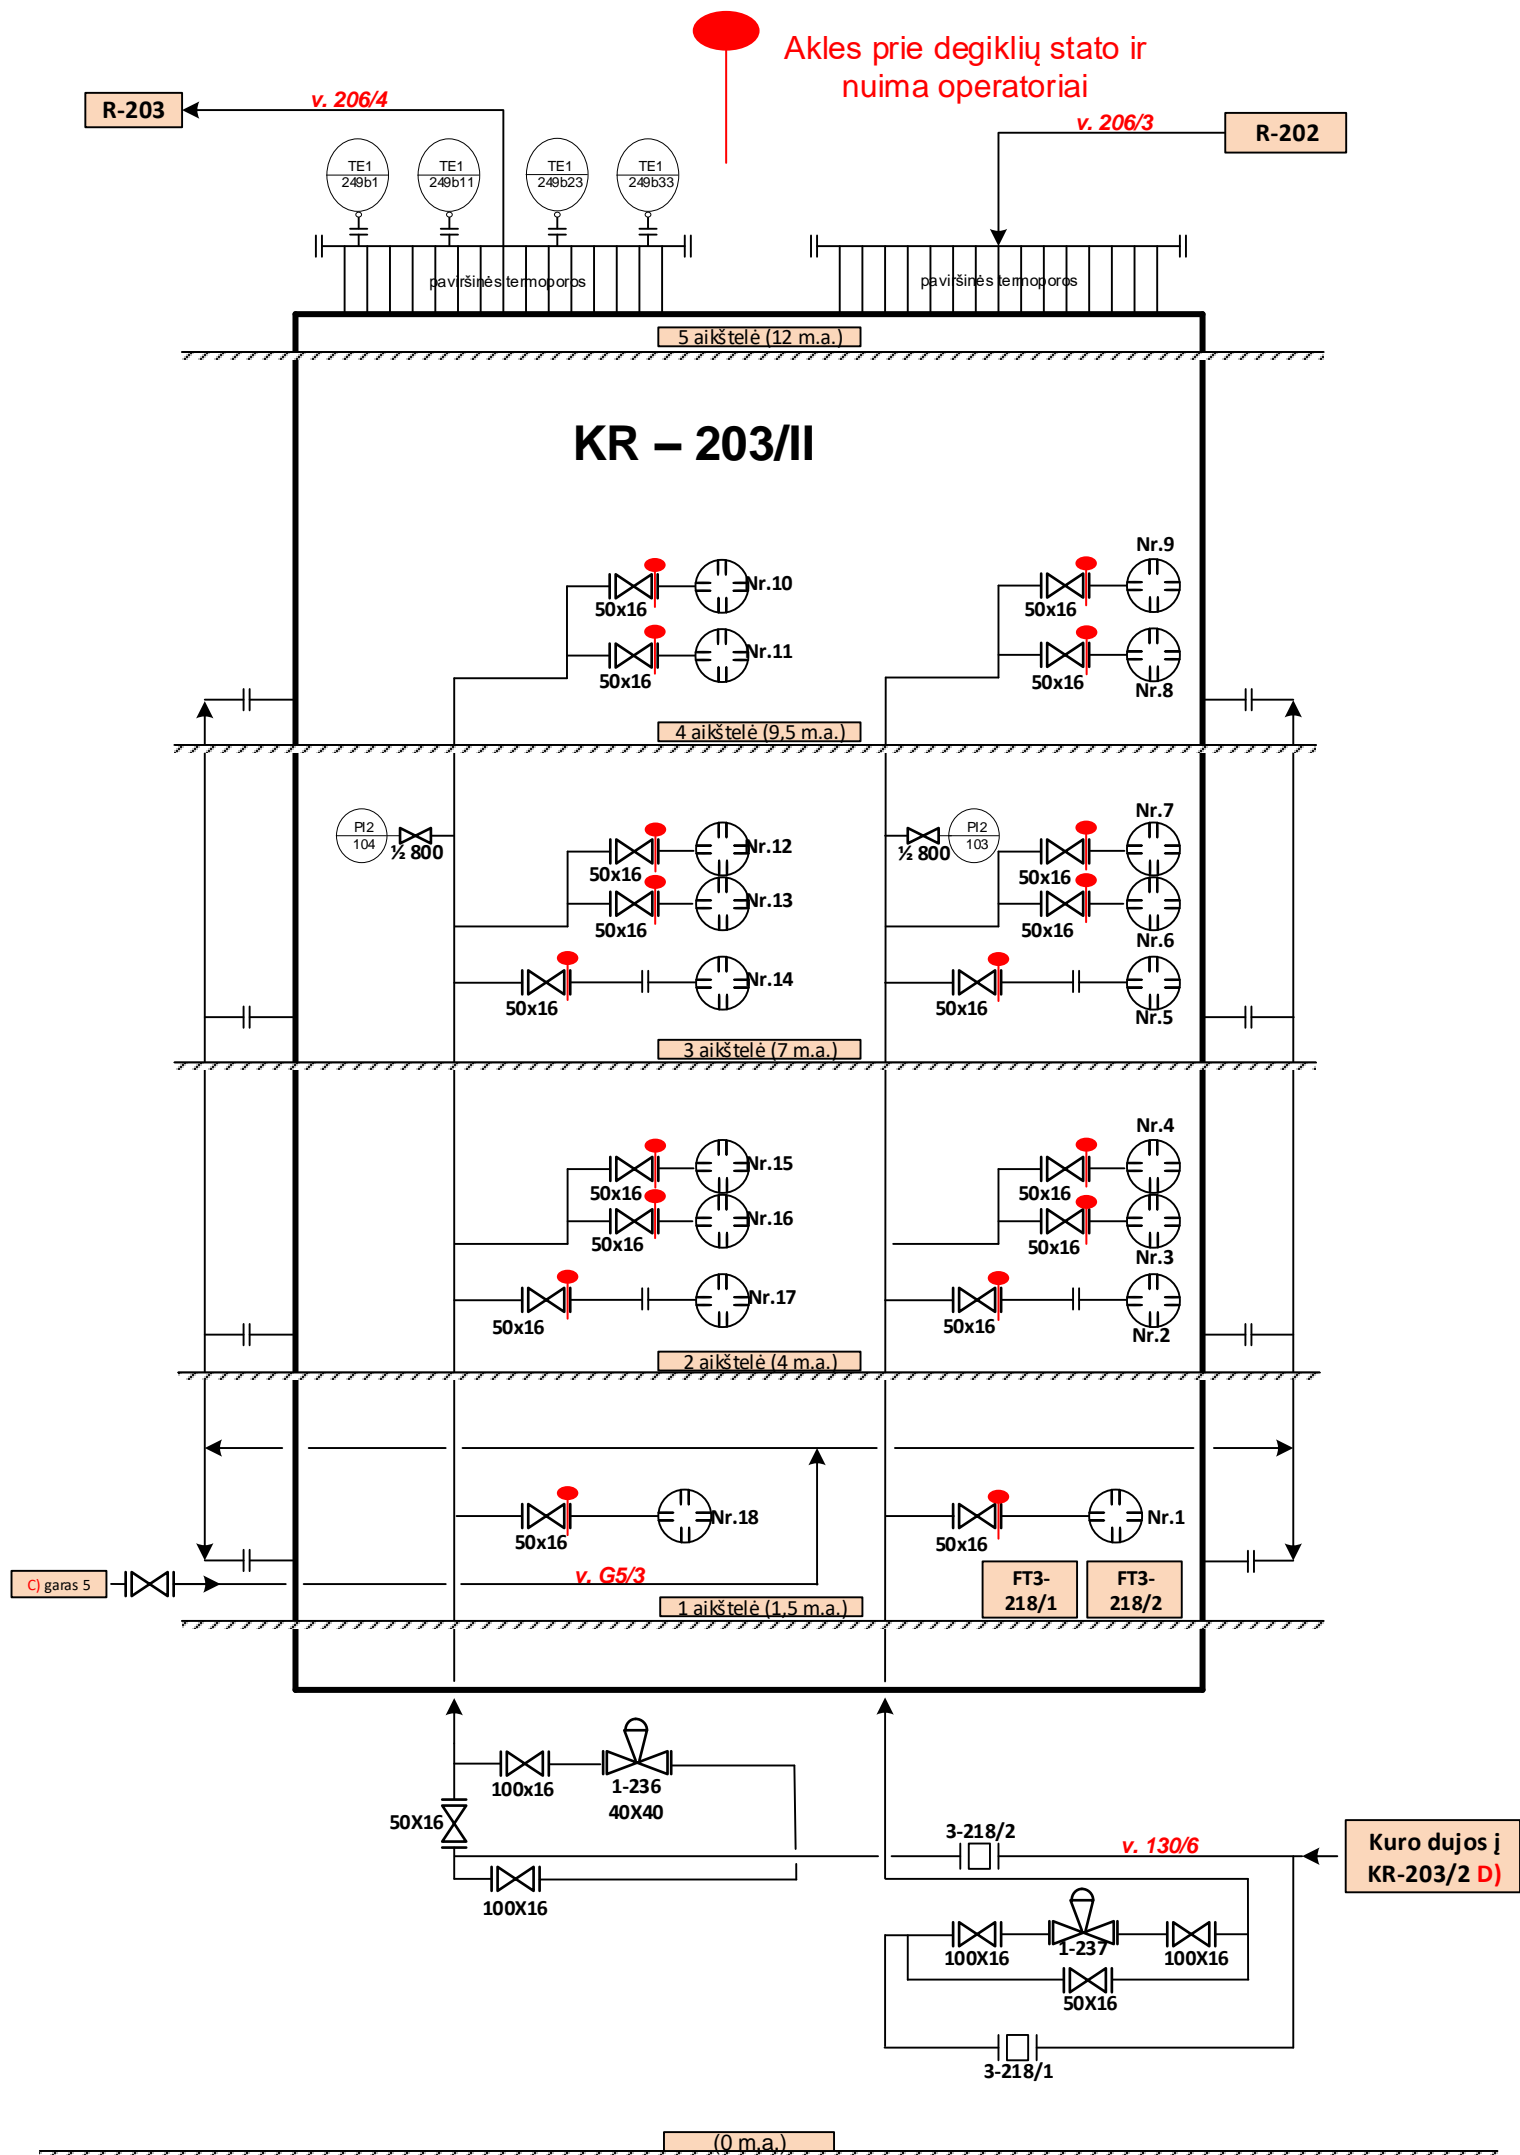 Akles prie degiklių stato ir
nuima operatoriai
R-203
v. 206/4
v. 206/3
R-202
TE1
249b1
TE1
249b11
TE1
249b23
TE1
249b33
paviršinės termoporos
paviršinės termoporos
5 aikštelė (12 m.a.)
KR – 203/II
Nr.10
50x16
Nr.9
50x16
Nr.11
50x16
50x16
Nr.8
4 aikštelė (9,5 m.a.)
PI2
104
½ 800
Nr.12
50x16
PI2
103
½ 800
Nr.7
50x16
Nr.13
50x16
50x16
Nr.6
Nr.14
50x16
50x16
Nr.5
3 aikštelė (7 m.a.)
Nr.15
50x16
Nr.4
50x16
Nr.16
50x16
50x16
Nr.3
Nr.17
50x16
50x16
Nr.2
2 aikštelė (4 m.a.)
Nr.18
50x16
Nr.1
50x16
C) garas 5
v. G5/3
FT3-
218/1
FT3-
218/2
1 aikštelė (1,5 m.a.)
100x16
1-236
40X40
50X16
100X16
3-218/2
v. 130/6
Kuro dujos į
KR-203/2 D)
100X16
1-237
100X16
50X16
3-218/1
(0 m.a.)